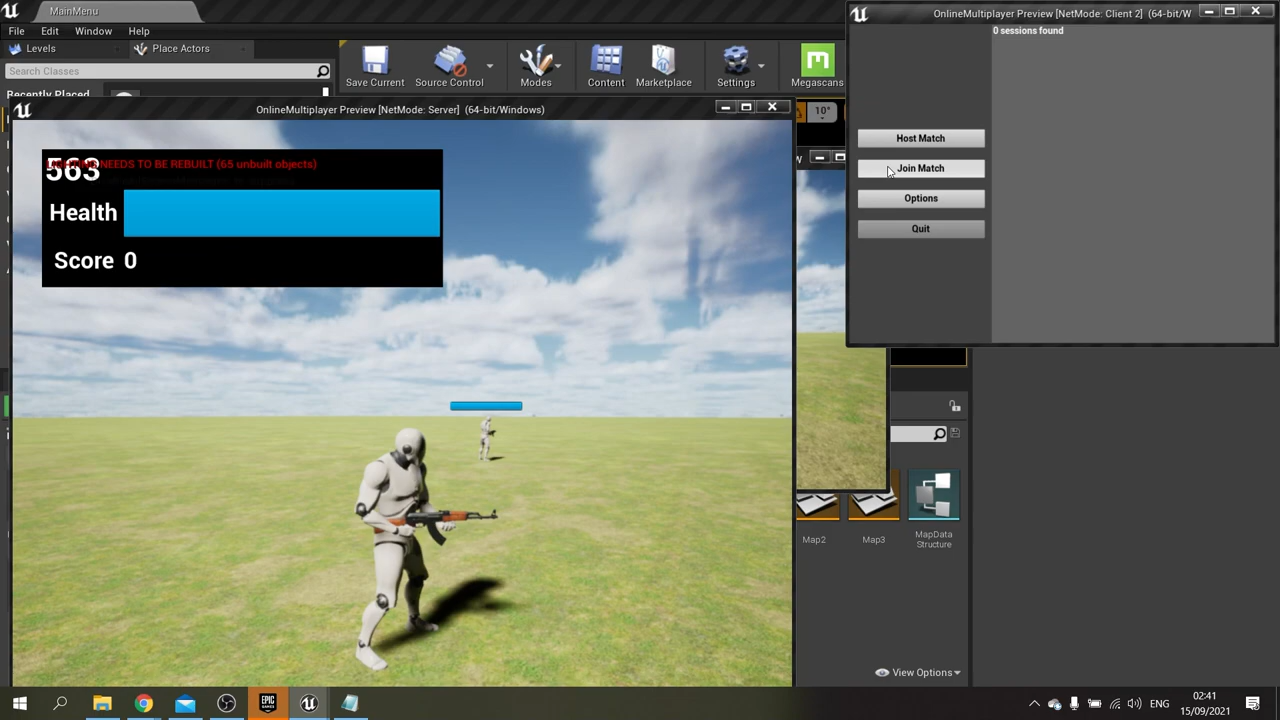 MainMenu
OnlineMultiplayer Preview [NetMode: Client 2] (64-bit/W
File Edit Window Help
0 sessions found
Levels
Place Actors
Search Classes
Recently Placed
Save Current
Source Control
Modes
Content
Marketplace
Settings
Megascans
OnlineMultiplayer Preview [NetMode: Server] (64-bit/Windows)
10°
Host Match
Join Match
Options
Quit
NEEDS TO BE REBUILT (65 unbuilt objects)
563
Health
Score 0
Map2
Map3
MapData
Structure
View Options
EPIC
GAMES
ENG
02:41
15/09/2021